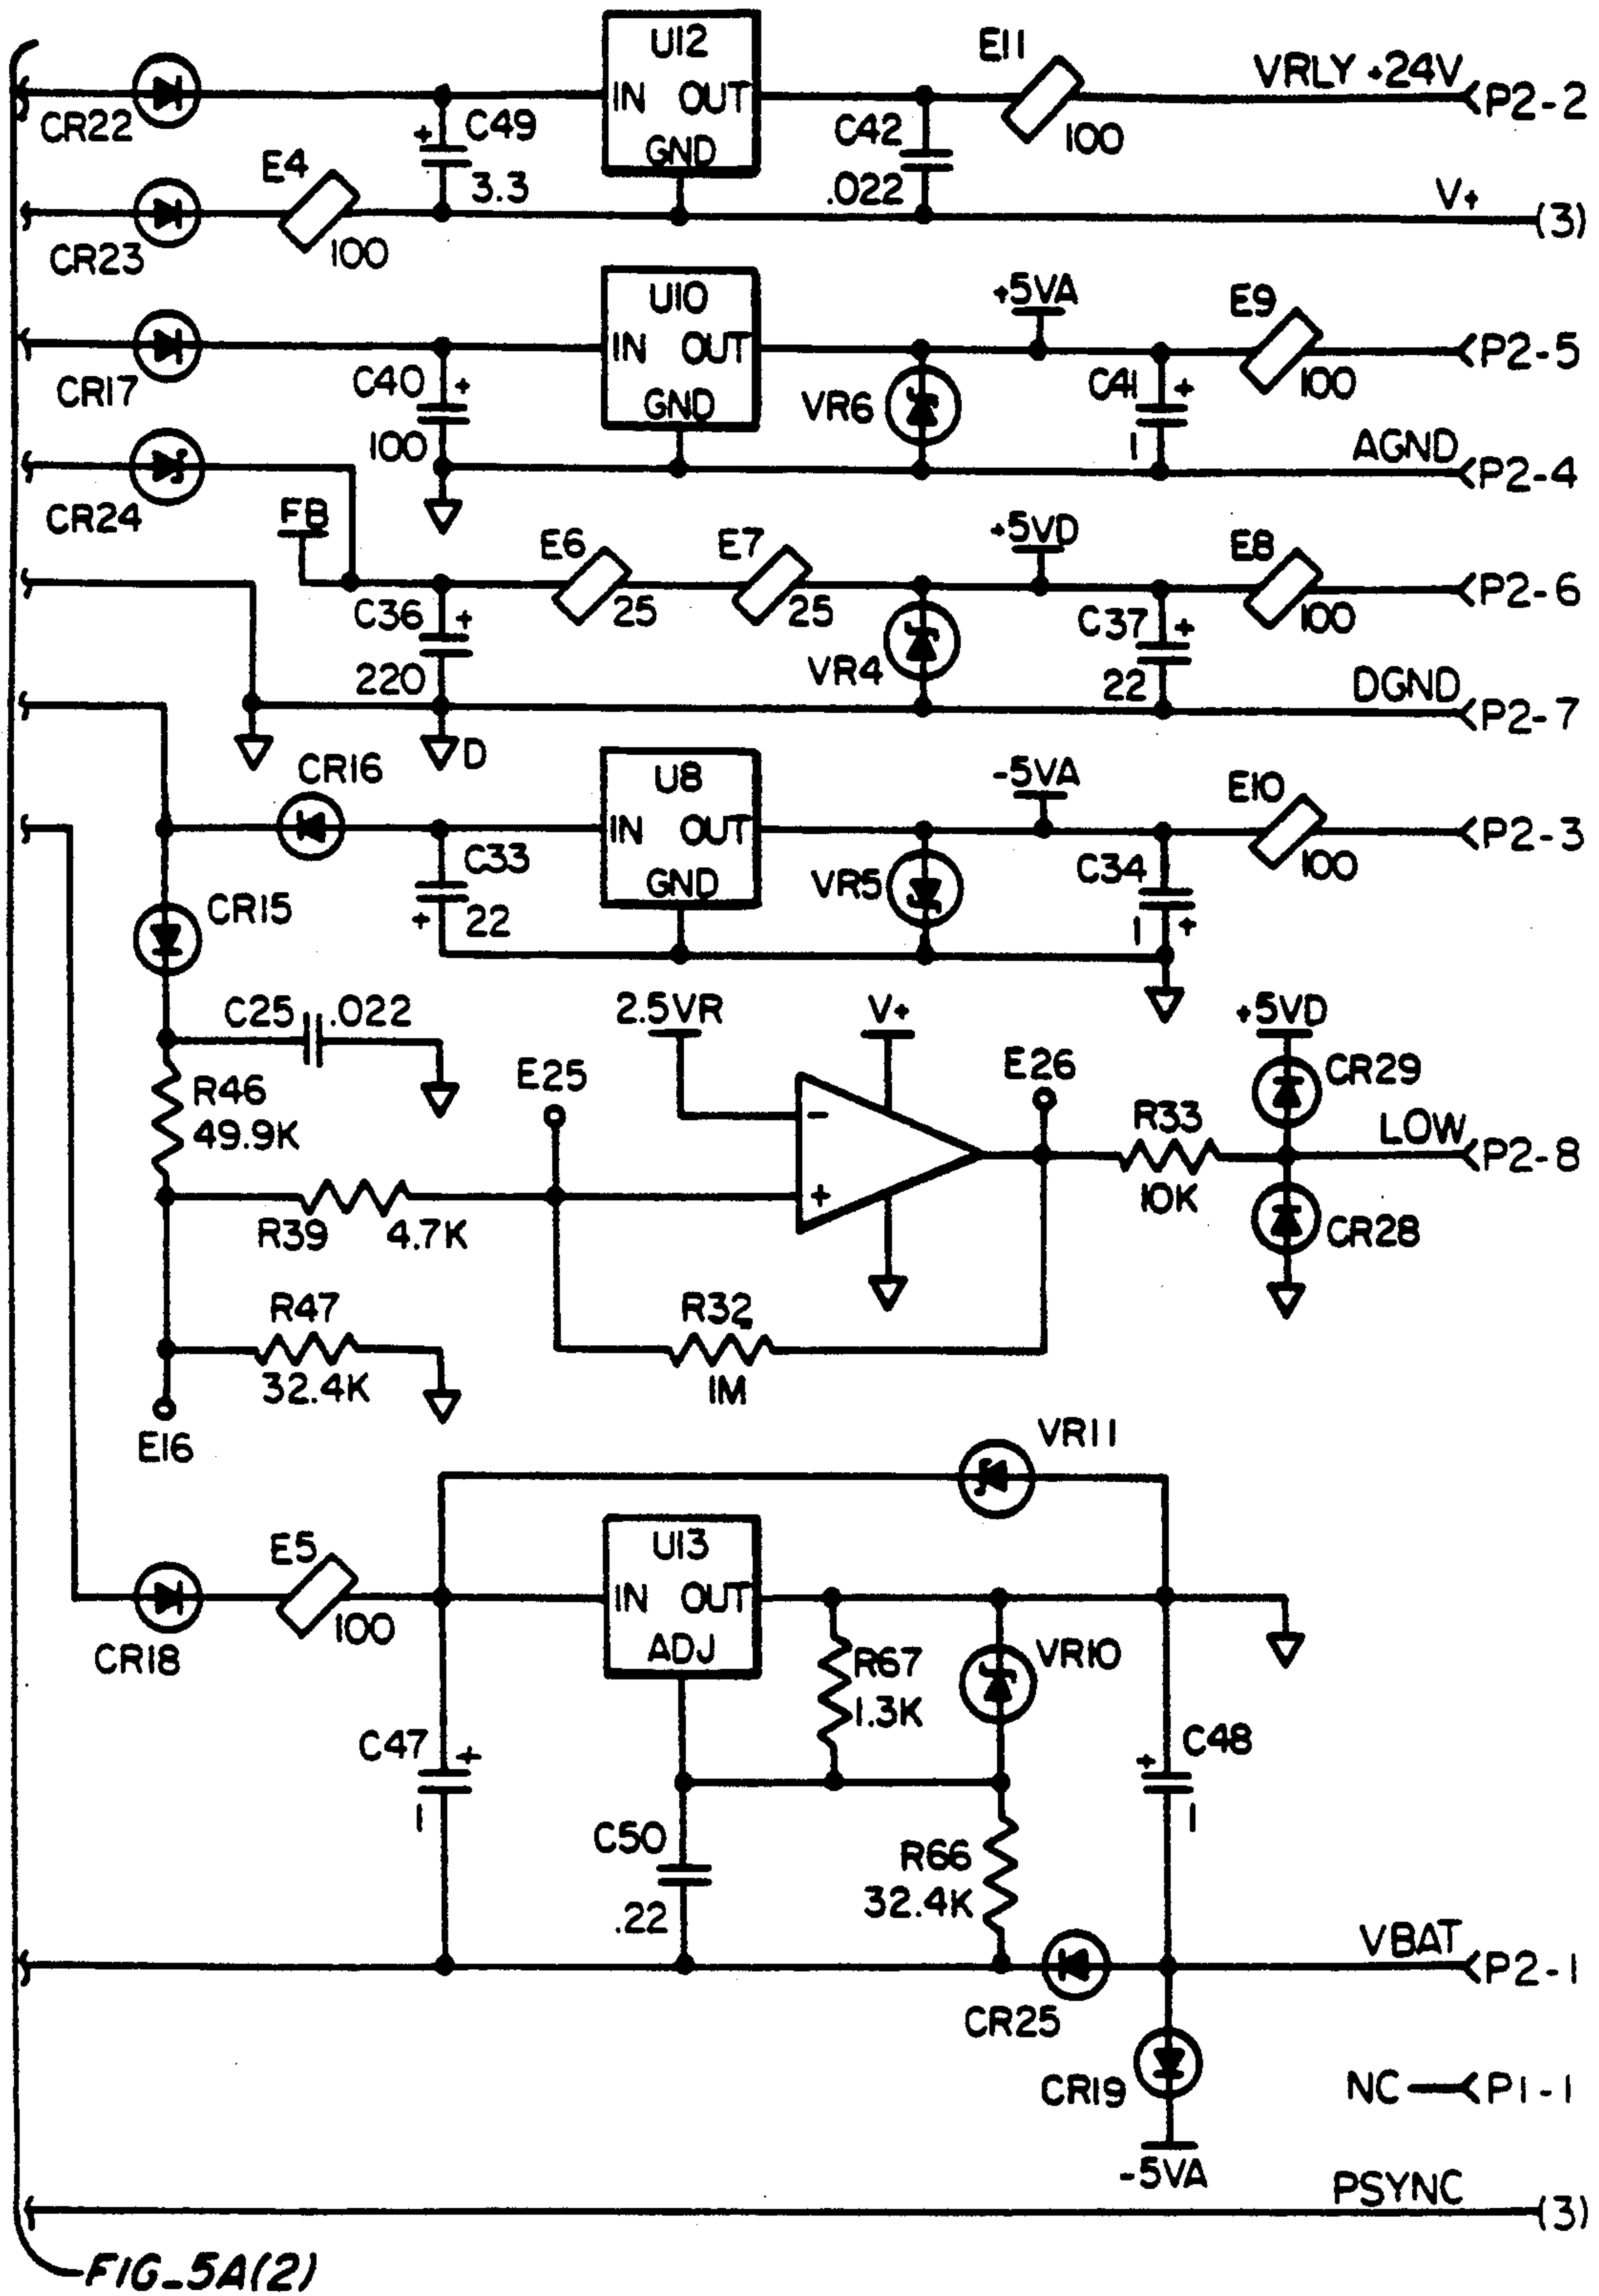 U12
E11
VRLY +24V
IN OUT
P2-2
CR22
C49
C42
+
100
GND
E4
3.3
.022
V+
(3)
CR23
100
U10
+5VA
E9
IN OUT
P2-5
CR17
C40
+
VR6
C41
+
100
GND
100
1
AGND
P2-4
CR24
FB
E6
E7
+5VD
E8
P2-6
C36
+
25
25
C37
+
100
VR4
220
22
DGND
P2-7
D
CR16
U8
-5VA
E10
IN OUT
P2-3
C33
C34
100
GND
VR5
CR15
+
22
1
+
C25
.022
2.5VR
V+
+5VD
E25
E26
CR29
R46
49.9K
-
R33
LOW
P2-8
+
10K
R39
4.7K
CR28
R47
R32
32.4K
1M
E16
VR11
E5
U13
IN OUT
100
CR18
ADJ
R67
1.3K
VR10
C47
+
+
C48
1
1
C50
R66
32.4K
.22
VBAT
P2-1
CR25
CR19
NC
P1-1
-5VA
PSYNC
(3)
FIG_5A(2)